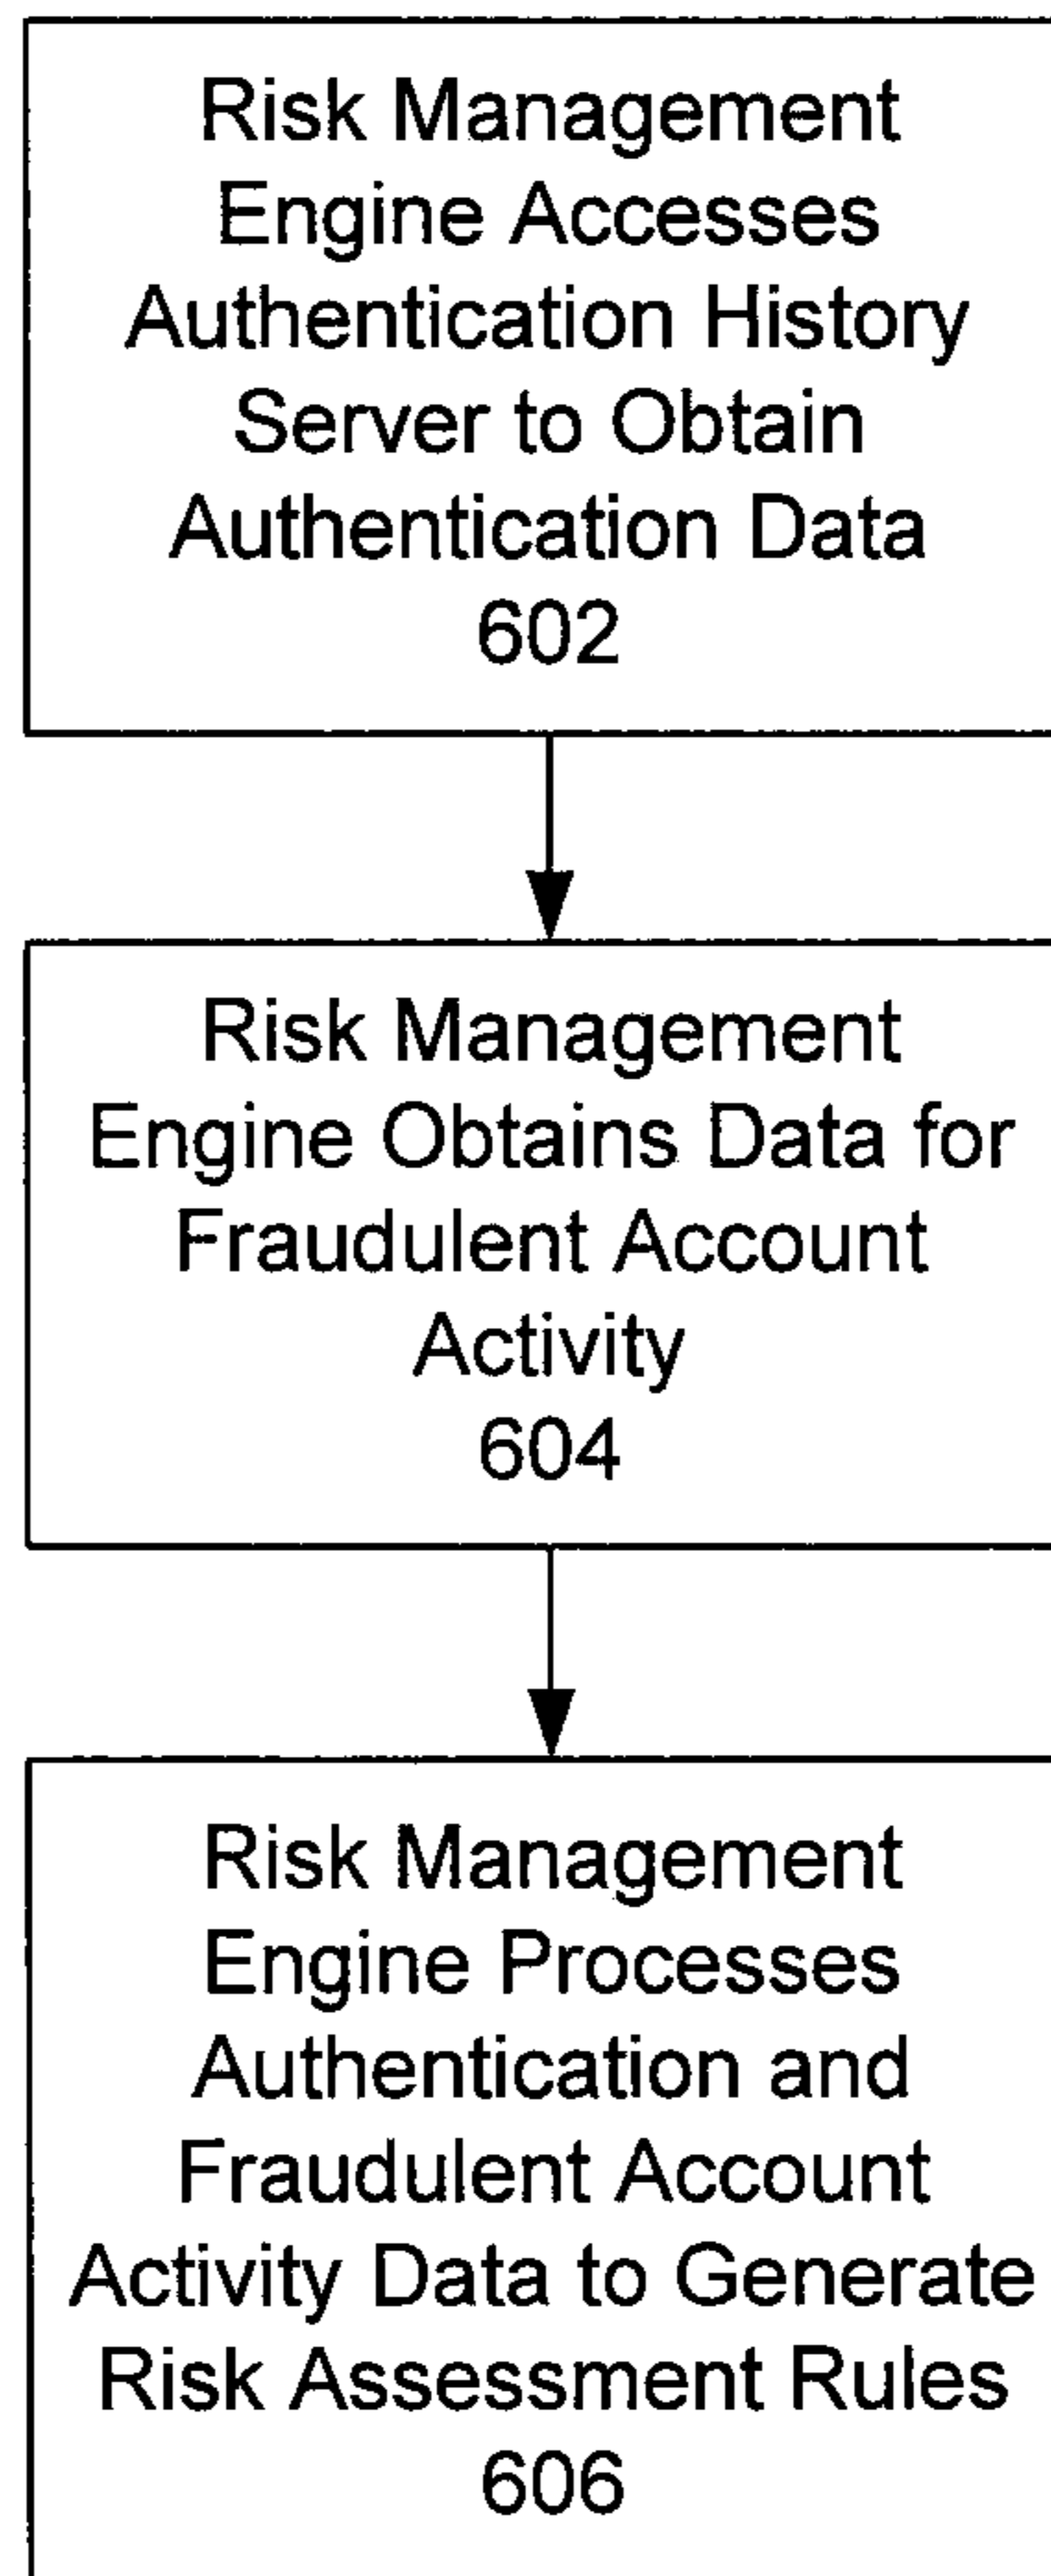 Risk Management
Engine Accesses
Authentication History
Server to Obtain
Authentication Data
602
Risk Management
Engine Obtains Data for
Fraudulent Account
Activity
604
Risk Management
Engine Processes
Authentication and
Fraudulent Account
Activity Data to Generate
Risk Assessment Rules
606